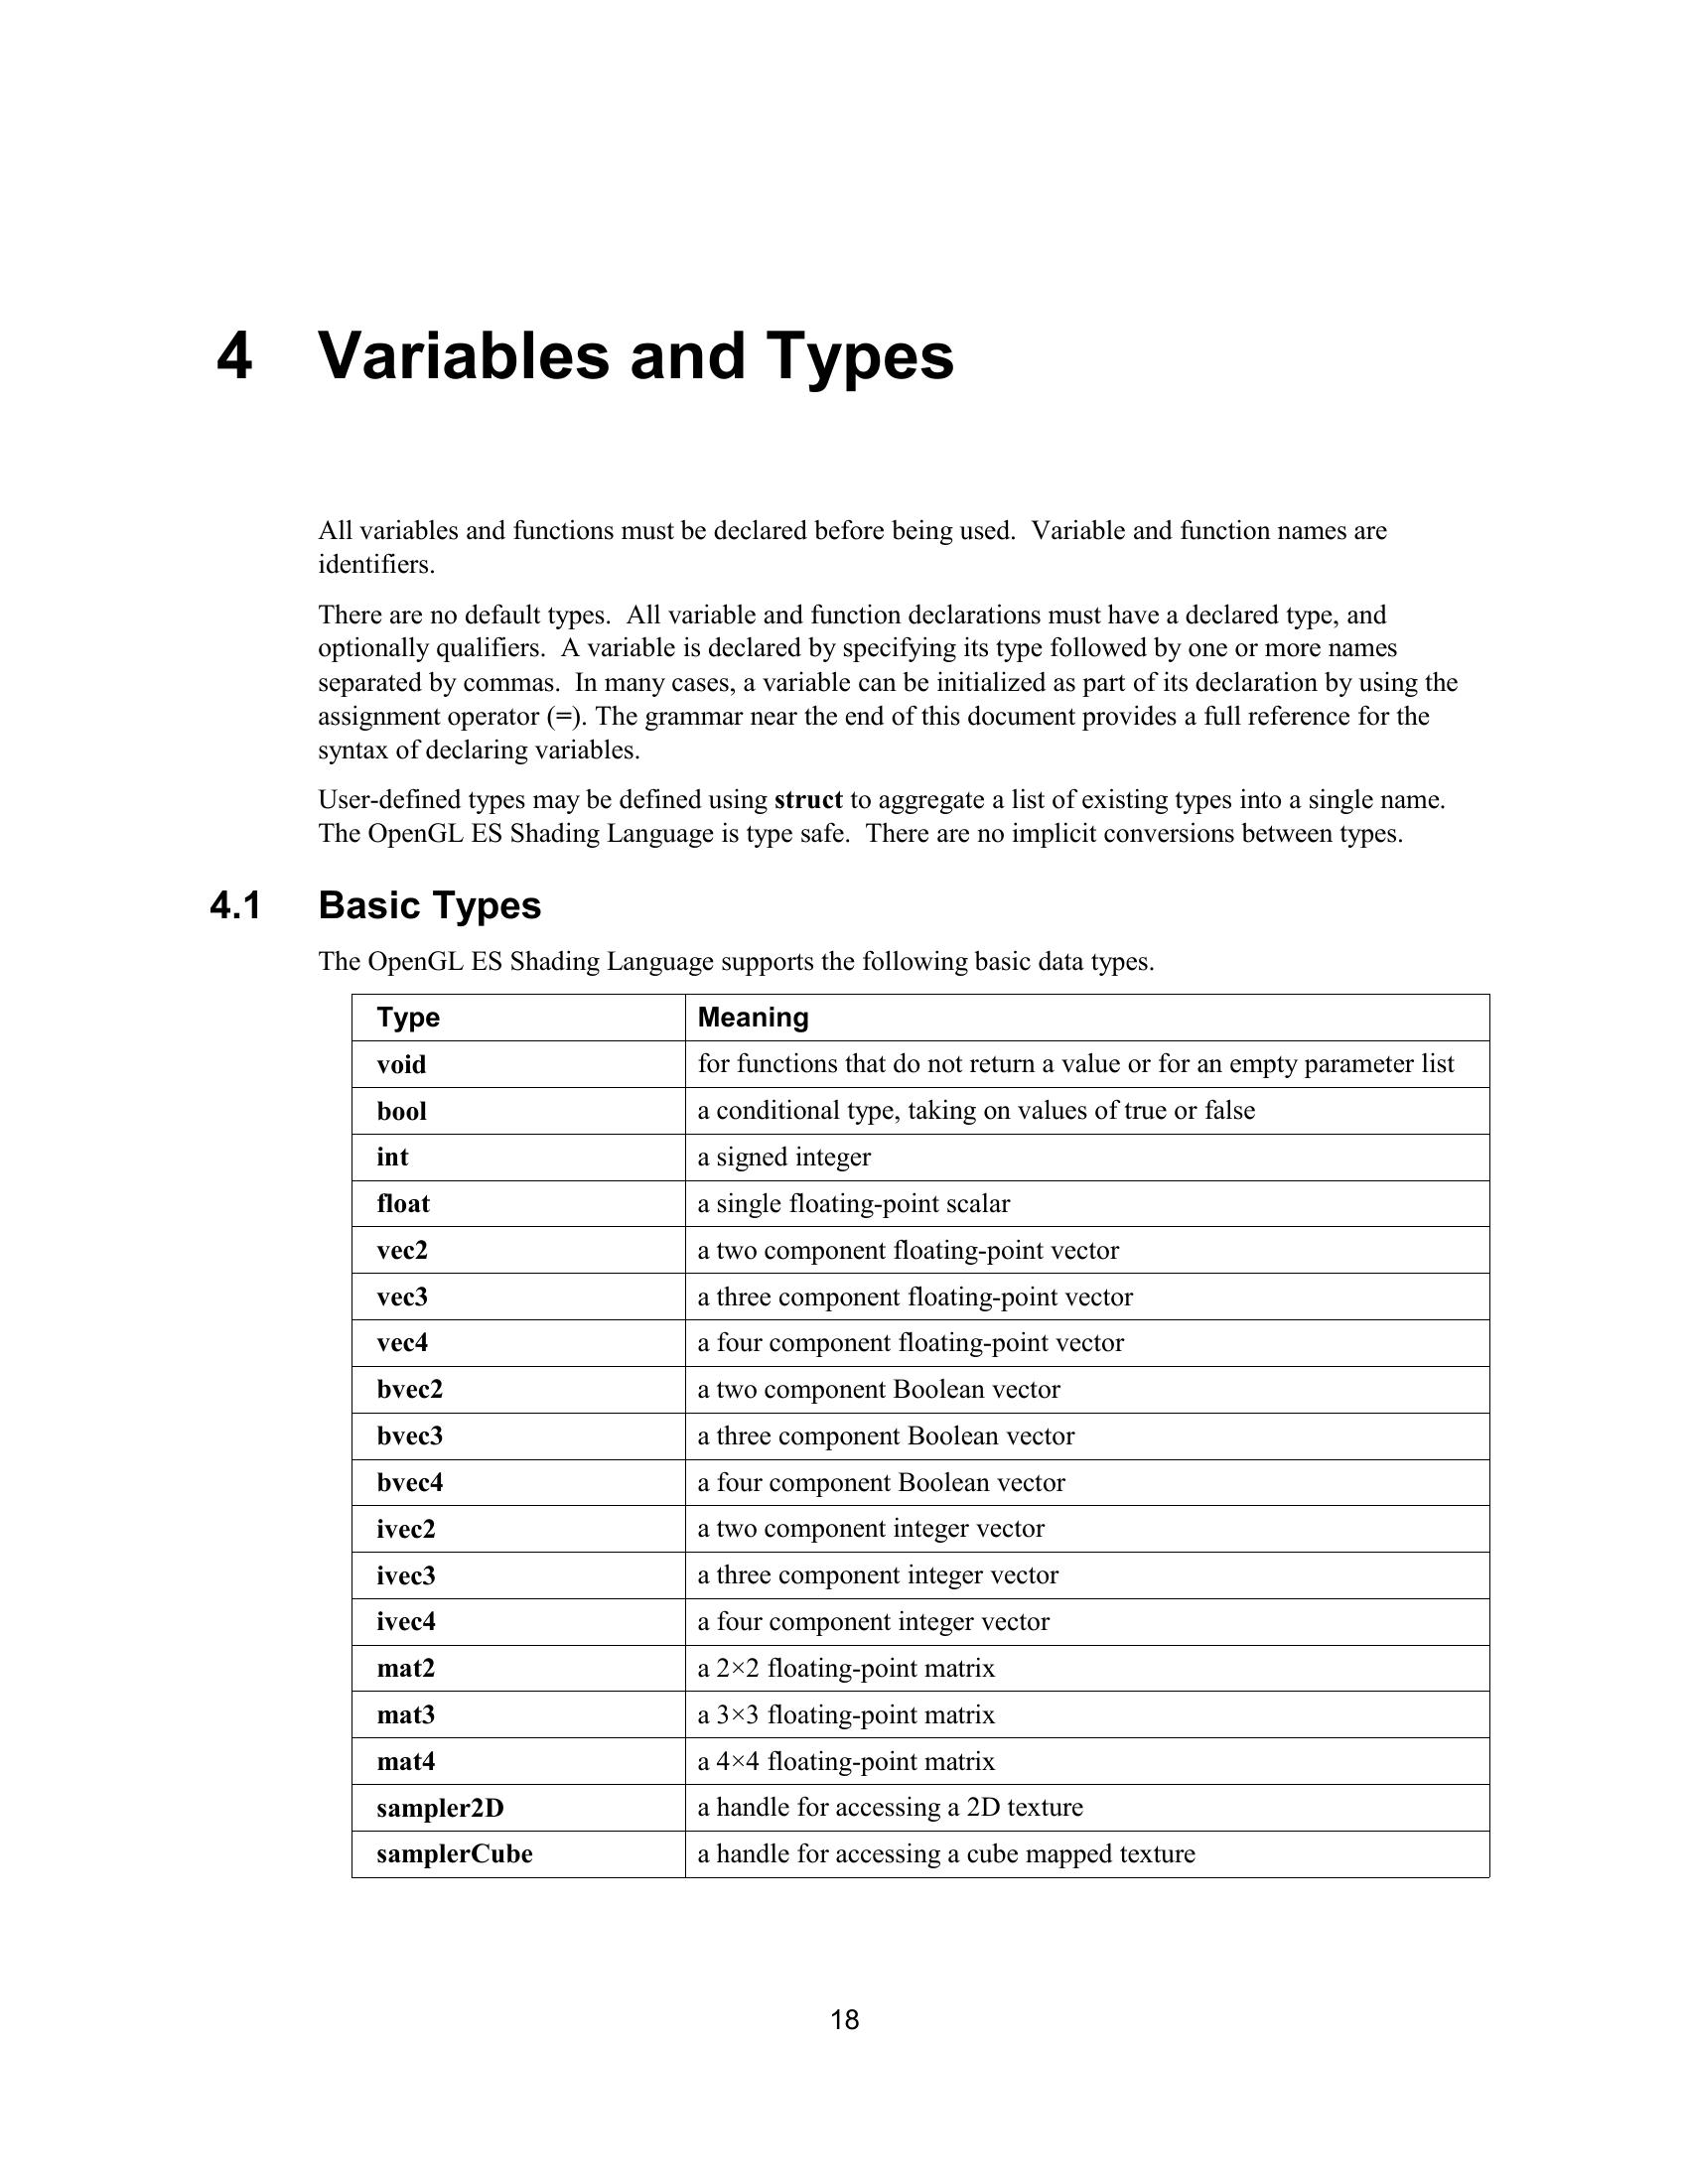 4 Variables and Types
All variables and functions must be declared before being used.  Variable and function names are
identifiers.
There are no default types.  All variable and function declarations must have a declared type, and
optionally qualifiers.  A variable is declared by specifying its type followed by one or more names
separated by commas.  In many cases, a variable can be initialized as part of its declaration by using the
assignment operator (=). The grammar near the end of this document provides a full reference for the
syntax of declaring variables.
User-defined types may be defined using struct to aggregate a list of existing types into a single name.
The OpenGL ES Shading Language is type safe.  There are no implicit conversions between types.
4.1 Basic Types
The OpenGL ES Shading Language supports the following basic data types.
Type Meaning
void for functions that do not return a value or for an empty parameter list
bool a conditional type, taking on values of true or false
int a signed integer
float a single floating-point scalar
vec2 a two component floating-point vector
vec3 a three component floating-point vector
vec4 a four component floating-point vector
bvec2 a two component Boolean vector
bvec3 a three component Boolean vector
bvec4 a four component Boolean vector
ivec2 a two component integer vector
ivec3 a three component integer vector
ivec4 a four component integer vector
mat2 a 2×2 floating-point matrix
mat3 a 3×3 floating-point matrix
mat4 a 4×4 floating-point matrix
sampler2D a handle for accessing a 2D texture
samplerCube a handle for accessing a cube mapped texture
18